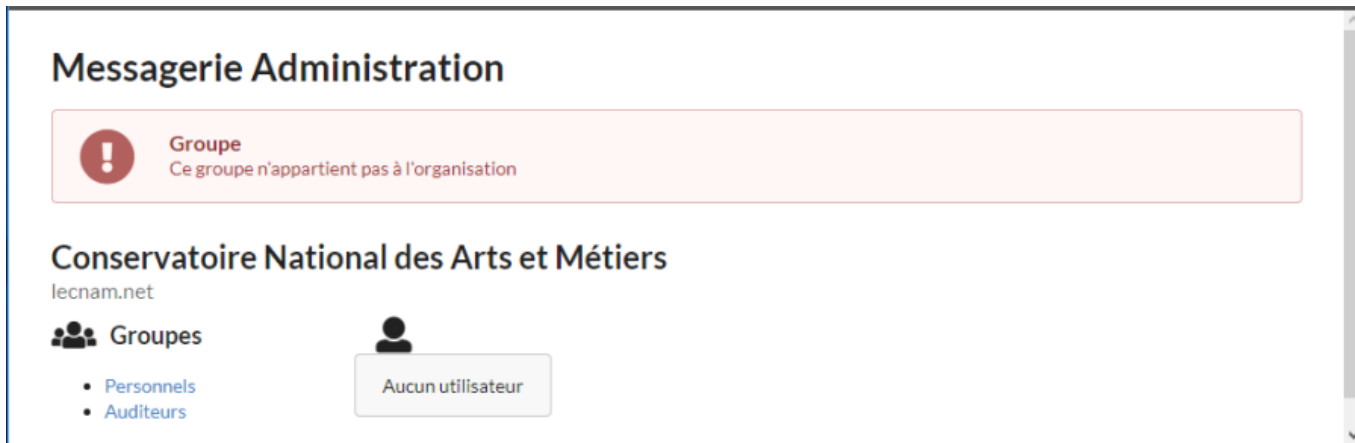 Messagerie Administration
Groupe
Ce groupe n'appartient pas à l'organisation
Conservatoire National des Arts et Métiers
lecnam.net
Groupes
Personnels
Auditeurs
Aucun utilisateur